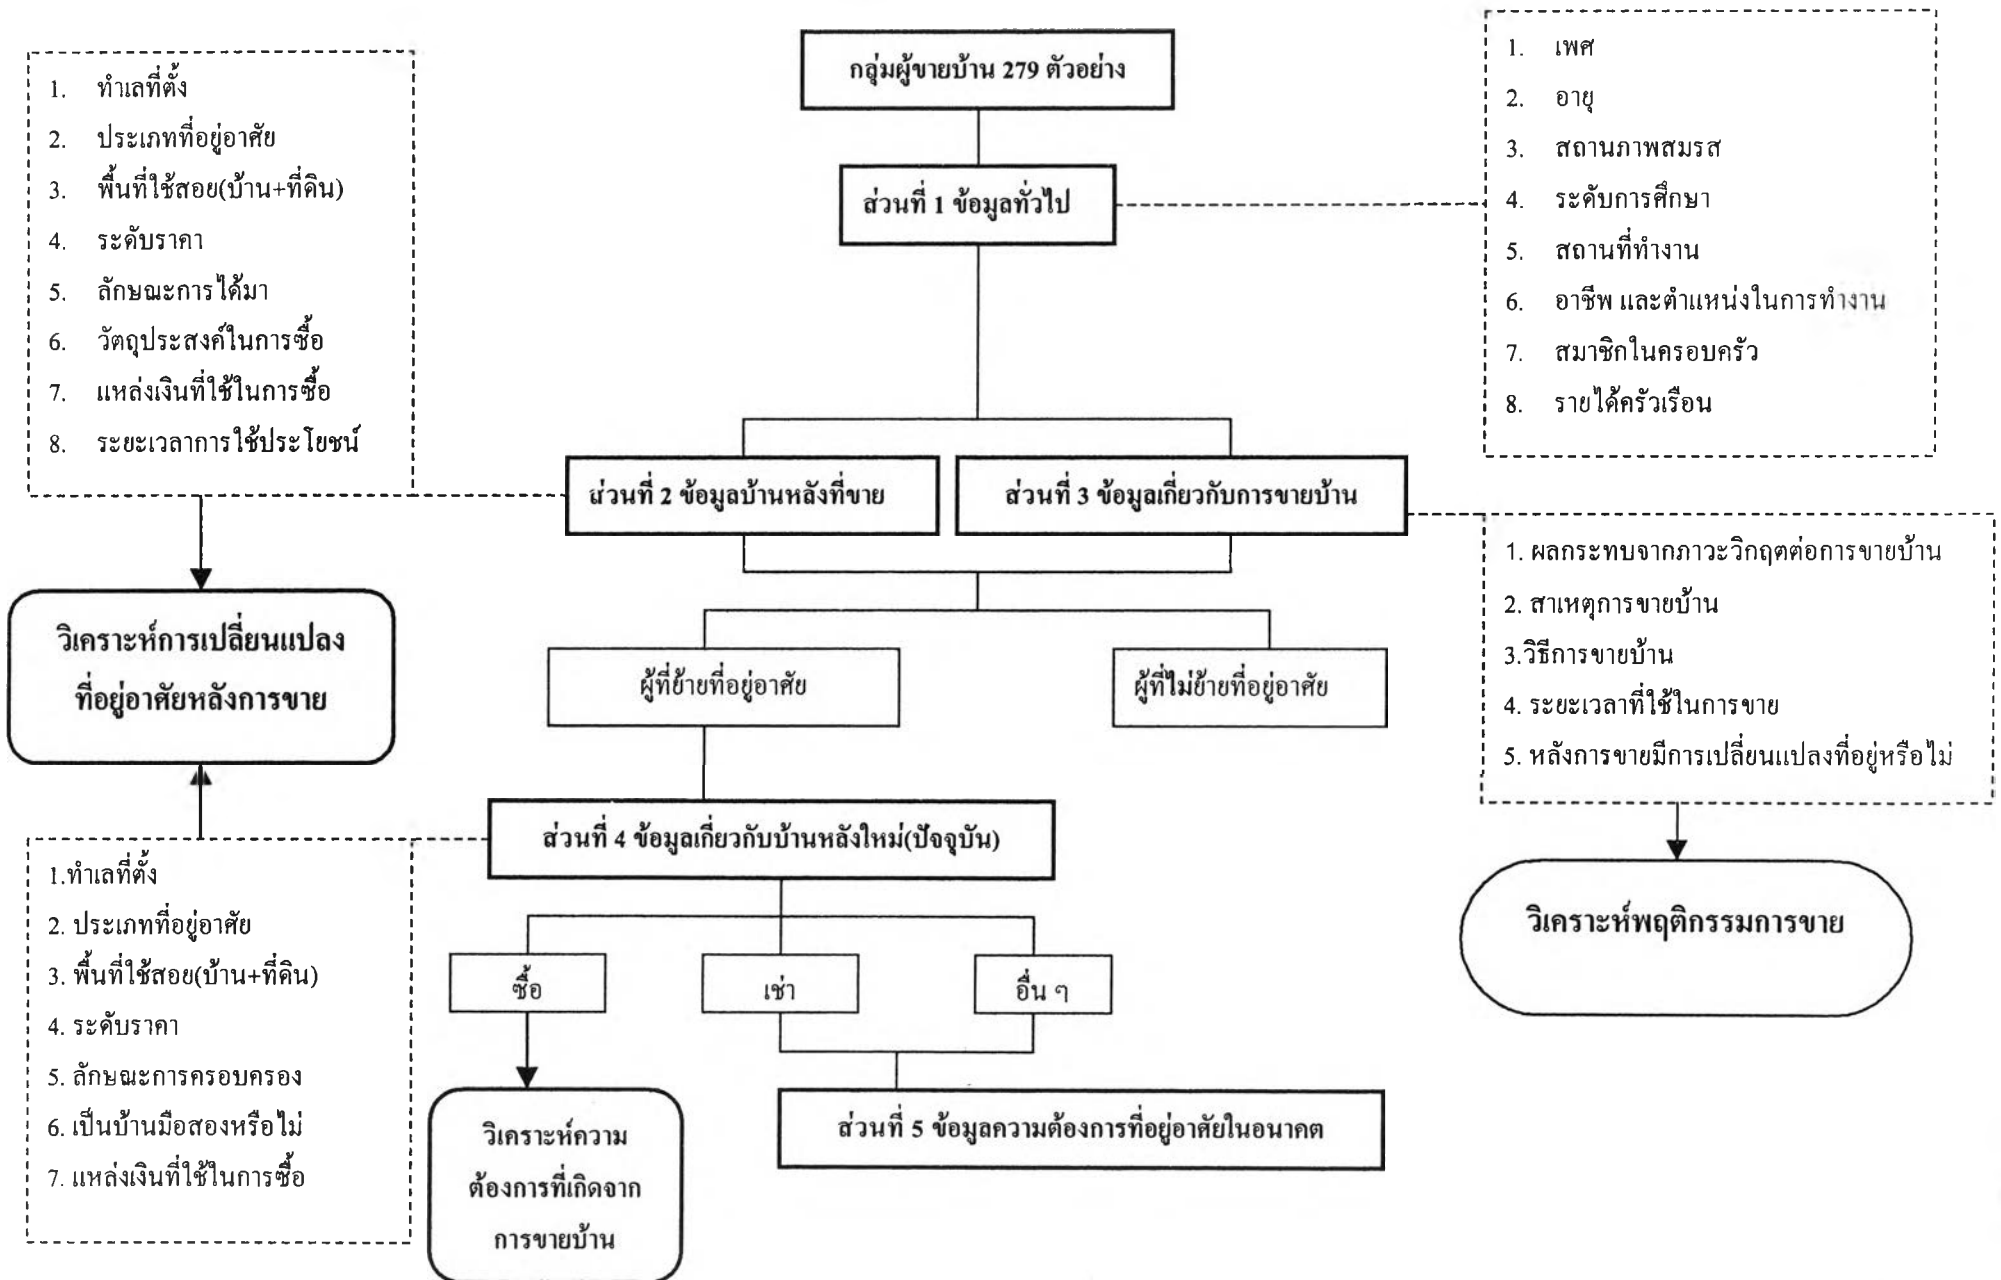 กลุ่มผู้ขายบ้าน 279 ตัวอย่าง
ส่วนที่ 1 ข้อมูลทั่วไป
1. เพศ
2. อายุ
3. สถานภาพสมรส
4. ระดับการศึกษา
5. สถานที่ทำงาน
6. อาชีพ และตำแหน่งในการทำงาน
7. สมาชิกในครอบครัว
8. รายได้ครัวเรือน
1. ทำเลที่ตั้ง
2. ประเภทที่อยู่อาศัย
3. พื้นที่ใช้สอย(บ้าน+ที่ดิน)
4. ระดับราคา
5. ลักษณะการได้มา
6. วัตถุประสงค์ในการซื้อ
7. แหล่งเงินที่ใช้ในการซื้อ
8. ระยะเวลาการใช้ประโยชน์
ส่วนที่ 2 ข้อมูลบ้านหลังที่ขาย
ส่วนที่ 3 ข้อมูลเกี่ยวกับการขายบ้าน
1. ผลกระทบจากภาวะวิกฤตต่อการขายบ้าน
2. สาเหตุการขายบ้าน
3.วิธีการขายบ้าน
4. ระยะเวลาที่ใช้ในการขาย
5. หลังการขายมีการเปลี่ยนแปลงที่อยู่หรือไม่
วิเคราะห์การเปลี่ยนแปลง
ที่อยู่อาศัยหลังการขาย
ผู้ที่ย้ายที่อยู่อาศัย
ผู้ที่ไม่ย้ายที่อยู่อาศัย
ส่วนที่ 4 ข้อมูลเกี่ยวกับบ้านหลังใหม่(ปัจจุบัน)
1.ทำเลที่ตั้ง
2. ประเภทที่อยู่อาศัย
3. พื้นที่ใช้สอย(บ้าน+ที่ดิน)
4. ระดับราคา
5. ลักษณะการครอบครอง
6. เป็นบ้านมือสองหรือไม่
7. แหล่งเงินที่ใช้ในการซื้อ
วิเคราะห์พฤติกรรมการขาย
ซื้อ
เช่า
อื่น ๆ
วิเคราะห์ความ
ต้องการที่เกิดจาก
การขายบ้าน
ส่วนที่ 5 ข้อมูลความต้องการที่อยู่อาศัยในอนาคต